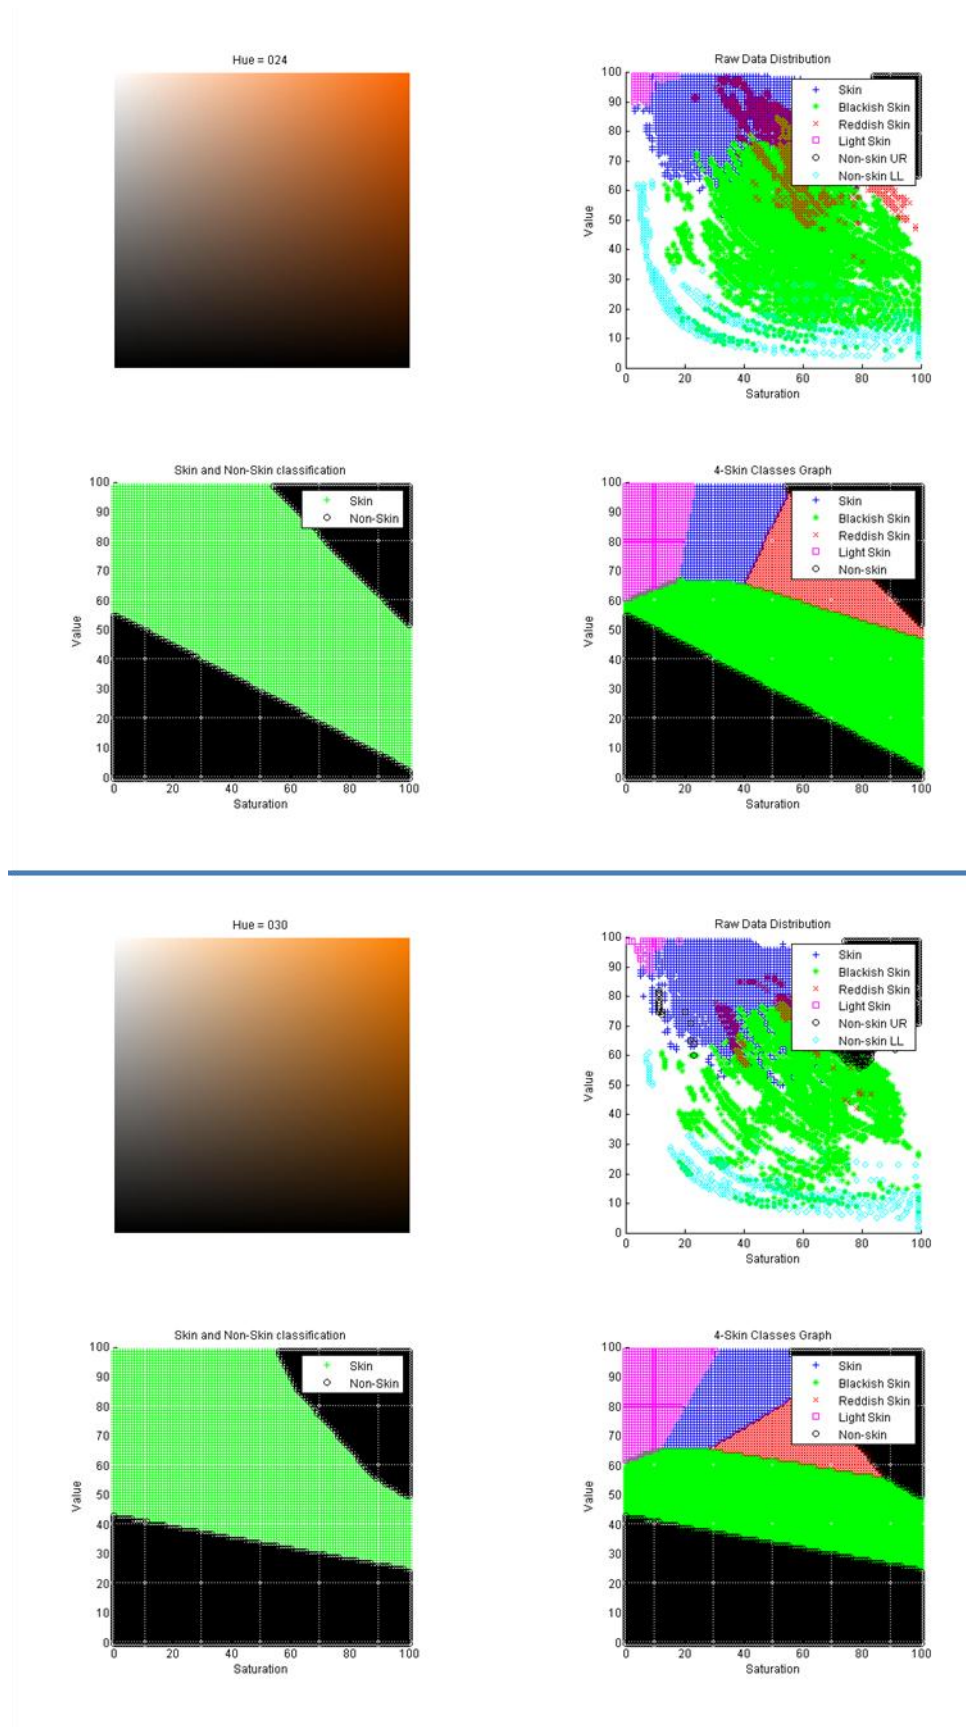 Hue = 024
Raw Data Distribution
100
90
80
70
60
50
40
30
20
10
0
Value
0 20 40 60 80 100
Saturation
Skin
Blackish Skin
Reddish Skin
Light Skin
Non-skin UR
Non-skin LL
Skin and Non-Skin classification
100
90
80
70
60
50
40
30
20
10
0
Value
0 20 40 60 80 100
Saturation
Skin
Non-Skin
4-Skin Classes Graph
100
90
80
70
60
50
40
30
20
10
0
Value
0 20 40 60 80 100
Saturation
Skin
Blackish Skin
Reddish Skin
Light Skin
Non-skin
Hue = 030
Raw Data Distribution
100
90
80
70
60
50
40
30
20
10
0
Value
0 20 40 60 80 100
Saturation
Skin
Blackish Skin
Reddish Skin
Light Skin
Non-skin UR
Non-skin LL
Skin and Non-Skin classification
100
90
80
70
60
50
40
30
20
10
0
Value
0 20 40 60 80 100
Saturation
Skin
Non-Skin
4-Skin Classes Graph
100
90
80
70
60
50
40
30
20
10
0
Value
0 20 40 60 80 100
Saturation
Skin
Blackish Skin
Reddish Skin
Light Skin
Non-skin